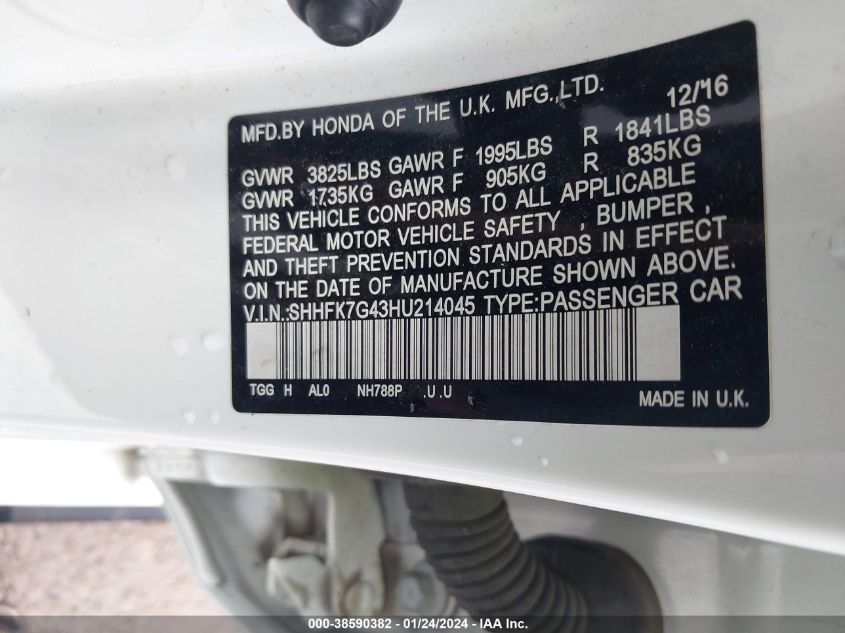 MFD.BY HONDA OF THE U.K. MFG.,LTD. 12/'16
GVWR 3825LBS GAWR F 1995LBS R 1841LBS
GVWR 1735KG GAWR F 905KG R 835KG
THIS VEHICLE CONFORMS TO ALL APPLICABLE
FEDERAL MOTOR VEHICLE SAFETY , BUMPER ,
AND THEFT PREVENTION STANDARDS IN EFFECT
ON THE DATE OF MANUFACTURE SHOWN ABOVE.
V.I.N.:SHHFK7G43HU214045 TYPE:PASSENGER CAR
TGG H AL0 NH788P .U .U MADE IN U.K.
000-38590382 - 01/24/2024 - IAA Inc.